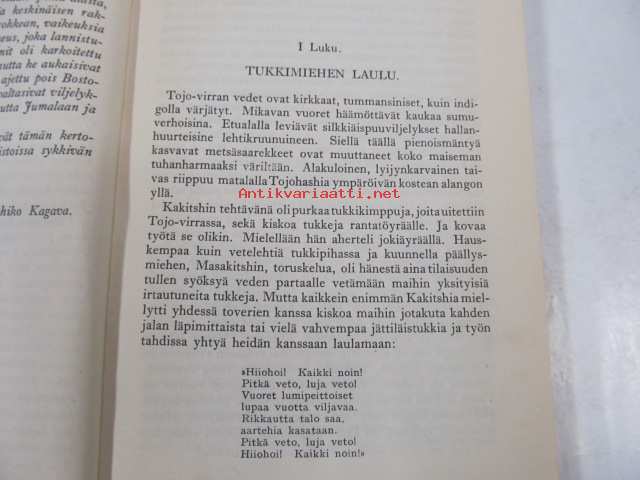 ja keskinäisen rak-
vaikeuksia
joka lannistu-
nit oli karkoitettu
he aukaisivat
ajettu pois Bosto-
valtasivat viljelyk-
Jumalaan ja
tämän kerto-
sykkivän
Kagava.
I Luku.
TUKKIMIEHEN LAULU.
Tojo-virran vedet ovat kirkkaat, tummansiniset, kuin indi-
golla värjätyt. Mikavan vuoret häämöttävät kaukaa sumu-
verhoisina. Etualalla leviävät silkkiäispuuviljelykset hallan-
huurteisine lehtikruunuineen. Siellä täällä pienoismäntyä
kasvavat metsäsaarekkeet ovat muuttaneet koko maiseman
tuhanharmaaksi väriltään. Alakuloinen, lyijynkarvainen tai-
vas riippuu matalalla Tojohashia ympäröivän kostean alangon
yllä.
Antikvariaatti.net
Kakitshin tehtävänä oli purkaa tukkikimppuja, joita uitettiin
Tojo-virrassa, sekä kiskoa tukkeja rantatöyräälle. Ja kovaa
työtä se olikin. Mielellään hän aherteli jokiäyräällä. Haus-
kempaa kuin vetelehtiä tukkipihassa ja kuunnella päällys-
miehen, Masakitshin, toruskelua, oli hänestä aina tilaisuuden
tullen syöksyä veden partaalle vetämään maihin yksityisiä
irtautuneita tukkeja. Mutta kaikkein enimmän Kakitshia miel-
lytti yhdessä toverien kanssa kiskoa maihin jotakuta kahden
jalan läpimittaista tai vielä vahvempaa jättiläistukkia ja työn
tahdissa yhtyä heidän kanssaan laulamaan:
»Hiiohoi! Kaikki noin!
Pitkä veto, luja veto!
Vuoret lumipeittoiset
lupaa vuotta viljavaa.
Rikkautta talo saa,
aartehia kasataan.
Pitkä veto, luja veto!
Hiiohoi! Kaikki noin!»